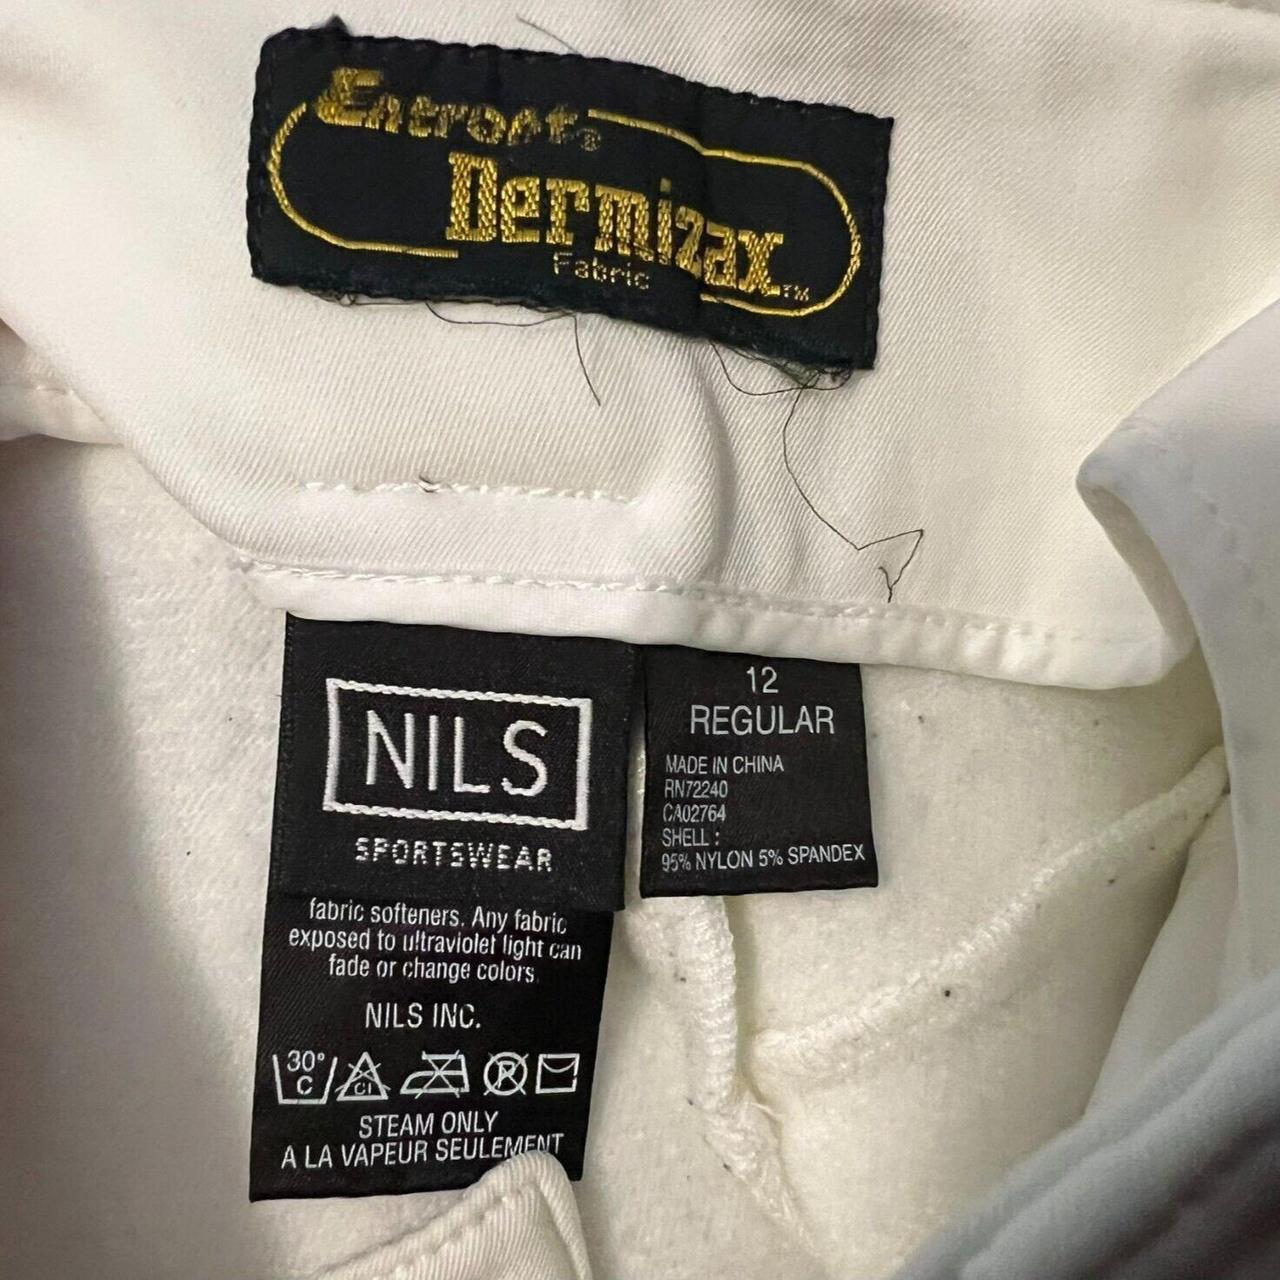 Entrant®
Dermizax™
Fabric
NILS
SPORTSWEAR
12
REGULAR
MADE IN CHINA
RN72240
CA02764
SHELL :
95% NYLON 5% SPANDEX
fabric softeners. Any fabric
exposed to ultraviolet light can
fade or change colors.
NILS INC.
30°
C
Cl
P
STEAM ONLY
A LA VAPEUR SEULEMENT